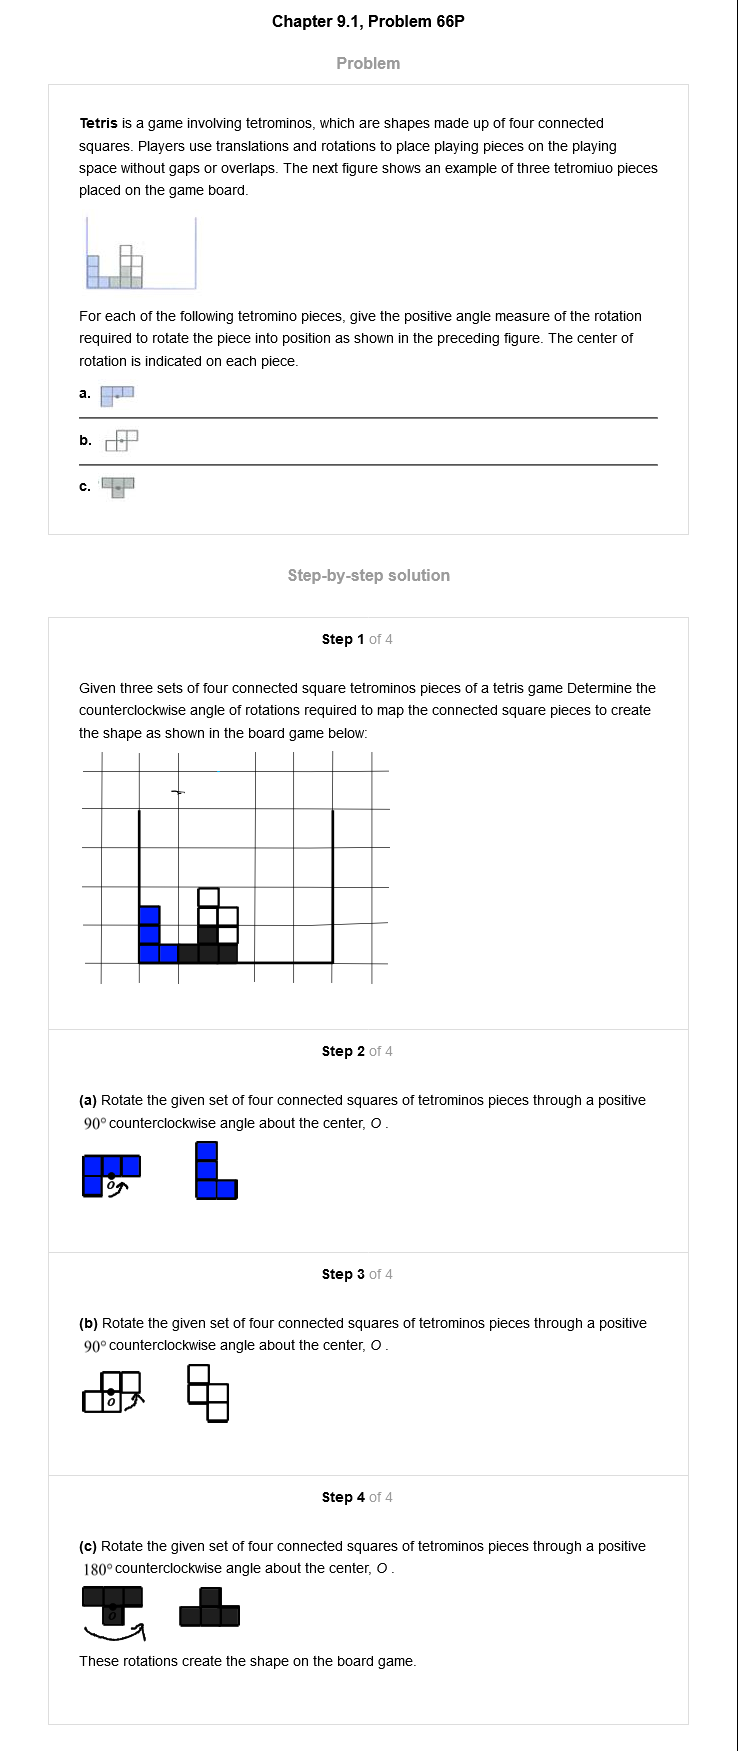 Chapter 9.1, Problem 66P
Problem
Tetris is a game involving tetrominos, which are shapes made up of four connected
squares. Players use translations and rotations to place playing pieces on the playing
space without gaps or overlaps. The next figure shows an example of three tetromiuo pieces
placed on the game board.
For each of the following tetromino pieces, give the positive angle measure of the rotation
required to rotate the piece into position as shown in the preceding figure. The center of
rotation is indicated on each piece.
a.
b.
c.
Step-by-step solution
Step 1 of 4
Given three sets of four connected square tetrominos pieces of a tetris game Determine the
counterclockwise angle of rotations required to map the connected square pieces to create
the shape as shown in the board game below:
Step 2 of 4
(a) Rotate the given set of four connected squares of tetrominos pieces through a positive
90° counterclockwise angle about the center, O .
O
Step 3 of 4
(b) Rotate the given set of four connected squares of tetrominos pieces through a positive
90° counterclockwise angle about the center, O .
O
Step 4 of 4
(c) Rotate the given set of four connected squares of tetrominos pieces through a positive
180° counterclockwise angle about the center, O .
O
These rotations create the shape on the board game.